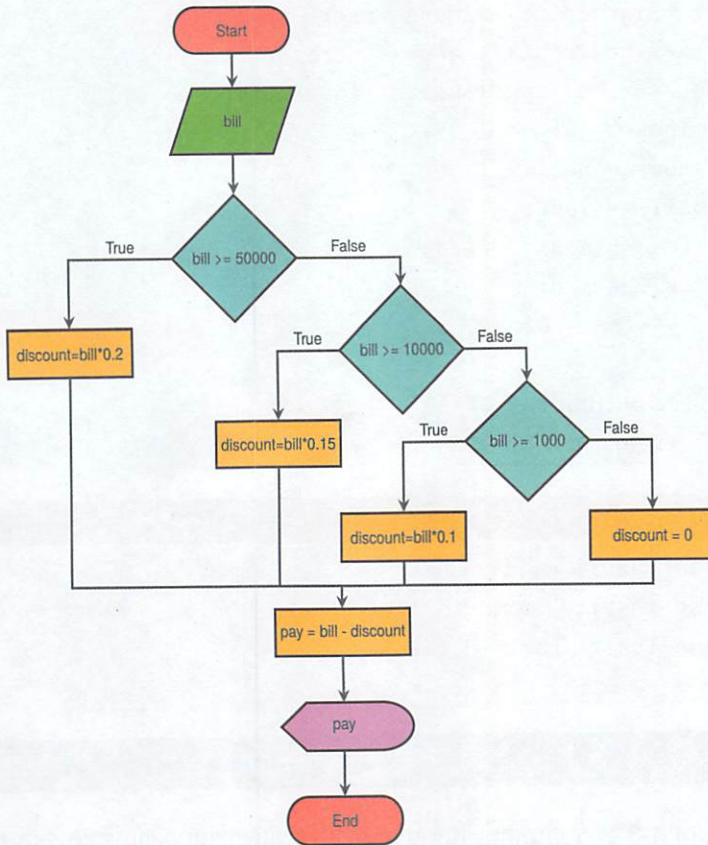 Start
bill
bill >= 50000
True
False
discount=bill*0.2
bill >= 10000
True
False
discount=bill*0.15
bill >= 1000
True
False
discount=bill*0.1
discount = 0
pay = bill - discount
pay
End